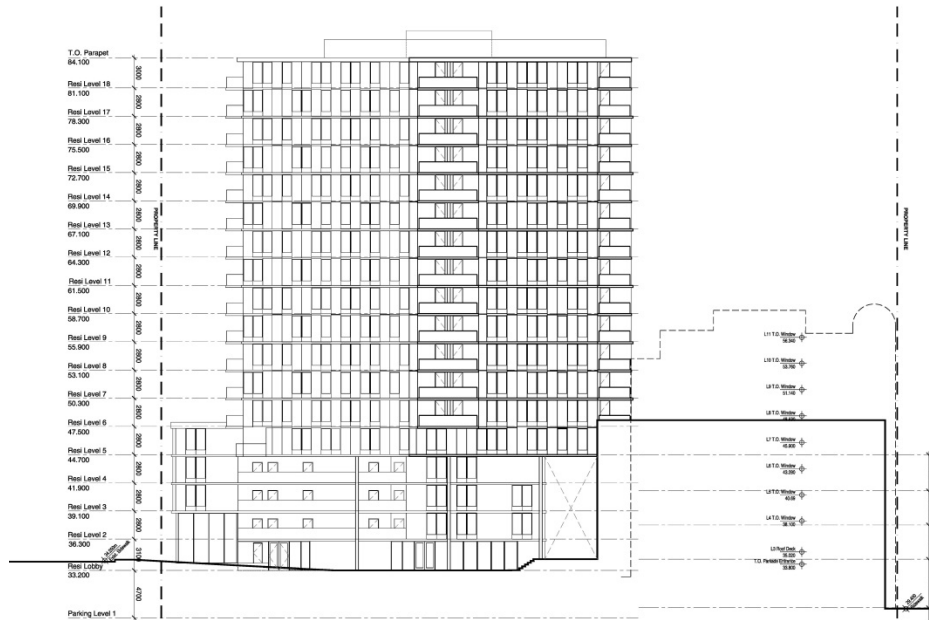 T.O. Parapet
84.100
3000
Resi Level 18
81.100
2800
Resi Level 17
78.300
2800
Resi Level 16
75.500
2800
Resi Level 15
72.700
2800
Resi Level 14
69.900
2800
Resi Level 13
67.100
2800
Resi Level 12
64.300
2800
Resi Level 11
61.500
2800
Resi Level 10
58.700
2800
Resi Level 9
55.900
2800
Resi Level 8
53.100
2800
Resi Level 7
50.300
2800
Resi Level 6
47.500
2800
Resi Level 5
44.700
2800
Resi Level 4
41.900
2800
Resi Level 3
39.100
2800
Resi Level 2
36.300
3100
Resi Lobby
33.200
4700
Parking Level 1
PROPERTY LINE
PROPERTY LINE
L11 T.O. Window
L10 T.O. Window
L9 T.O. Window
L8 T.O. Window
L7 T.O. Window
L6 T.O. Window
L5 T.O. Window
L4 T.O. Window
L3 Roof Deck
T.O. Parkade Entrance